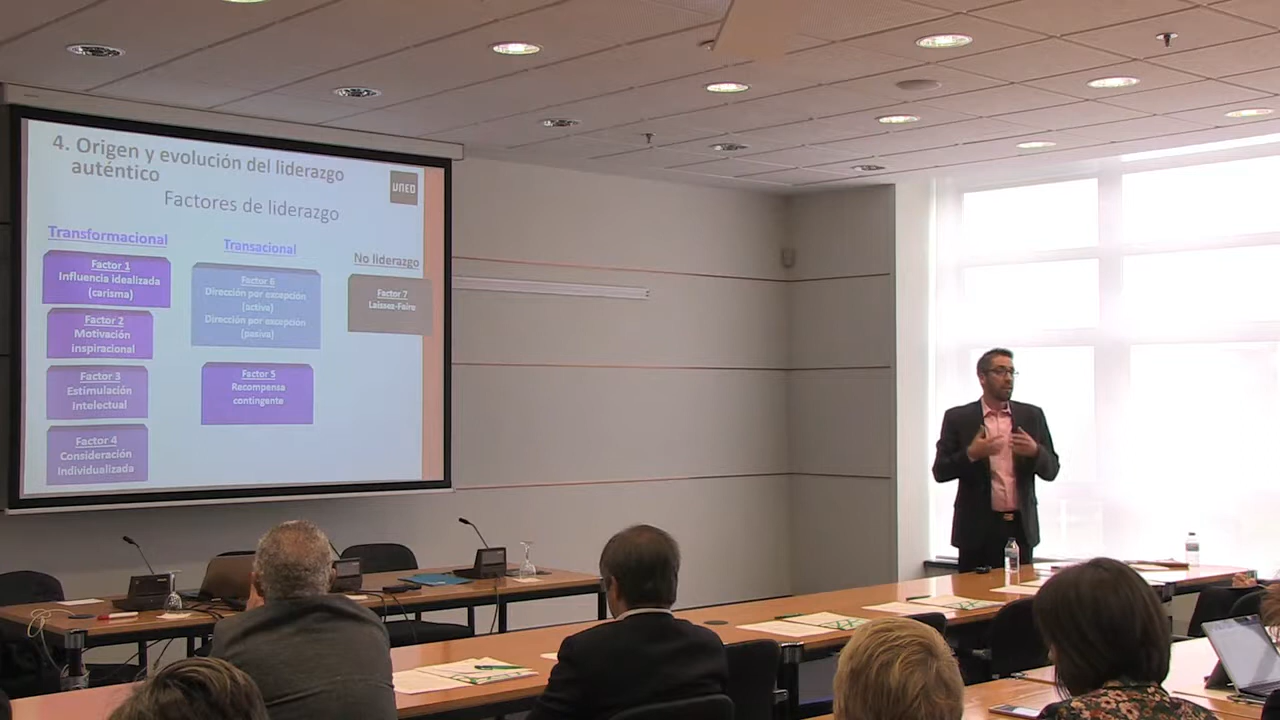 4. Origen y evolución del liderazgo
auténtico
UNED
Factores de liderazgo
Transformacional
Factor 1
Influencia idealizada
(carisma)
Factor 2
Motivación
inspiracional
Factor 3
Estimulación
Intelectual
Factor 4
Consideración
Individualizada
Transacional
Factor 6
Dirección por excepción
(activa)
Dirección por excepción
(pasiva)
Factor 5
Recompensa
contingente
No liderazgo
Factor 7
Laissez-Faire